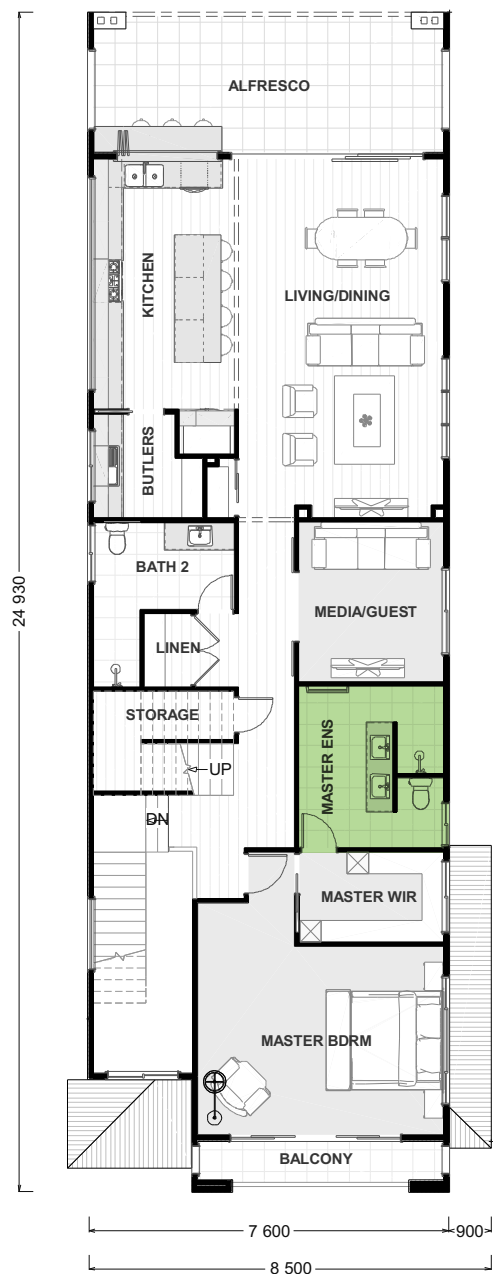 ALFRESCO
KITCHEN
LIVING/DINING
BUTLERS
BATH 2
MEDIA/GUEST
LINEN
STORAGE
MASTER ENS
UP
DN
MASTER WIR
MASTER BDRM
BALCONY
24 930
7 600
900
8 500